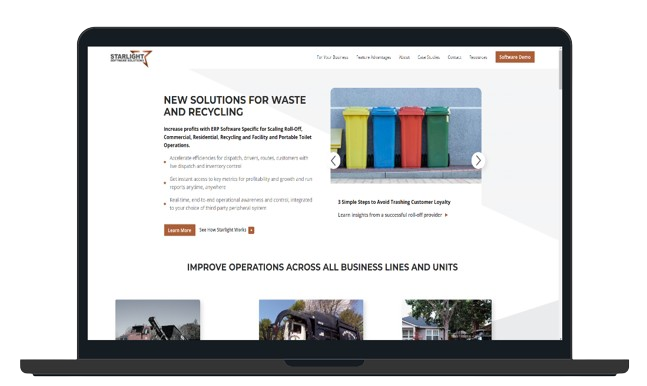 STARLIGHT
SOFTWARE SOLUTIONS
For Your Business
Feature Advantages
About
Case Studies
Contact
Resources
Software Demo
NEW SOLUTIONS FOR WASTE
AND RECYCLING
Increase profits with ERP Software Specific for Scaling Roll-Off,
Commercial, Residential, Recycling and Facility and Portable Toilet
Operations.
Accelerate efficiencies for dispatch, drivers, routes, customers with
live dispatch and inventory control
Get instant access to key metrics for profitability and growth and run
reports anytime, anywhere
Real-time, end-to-end operational awareness and control, integrated
to your choice of third party peripheral system
Learn More
See How Starlight Works
3 Simple Steps to Avoid Trashing Customer Loyalty
Learn insights from a successful roll-off provider
IMPROVE OPERATIONS ACROSS ALL BUSINESS LINES AND UNITS